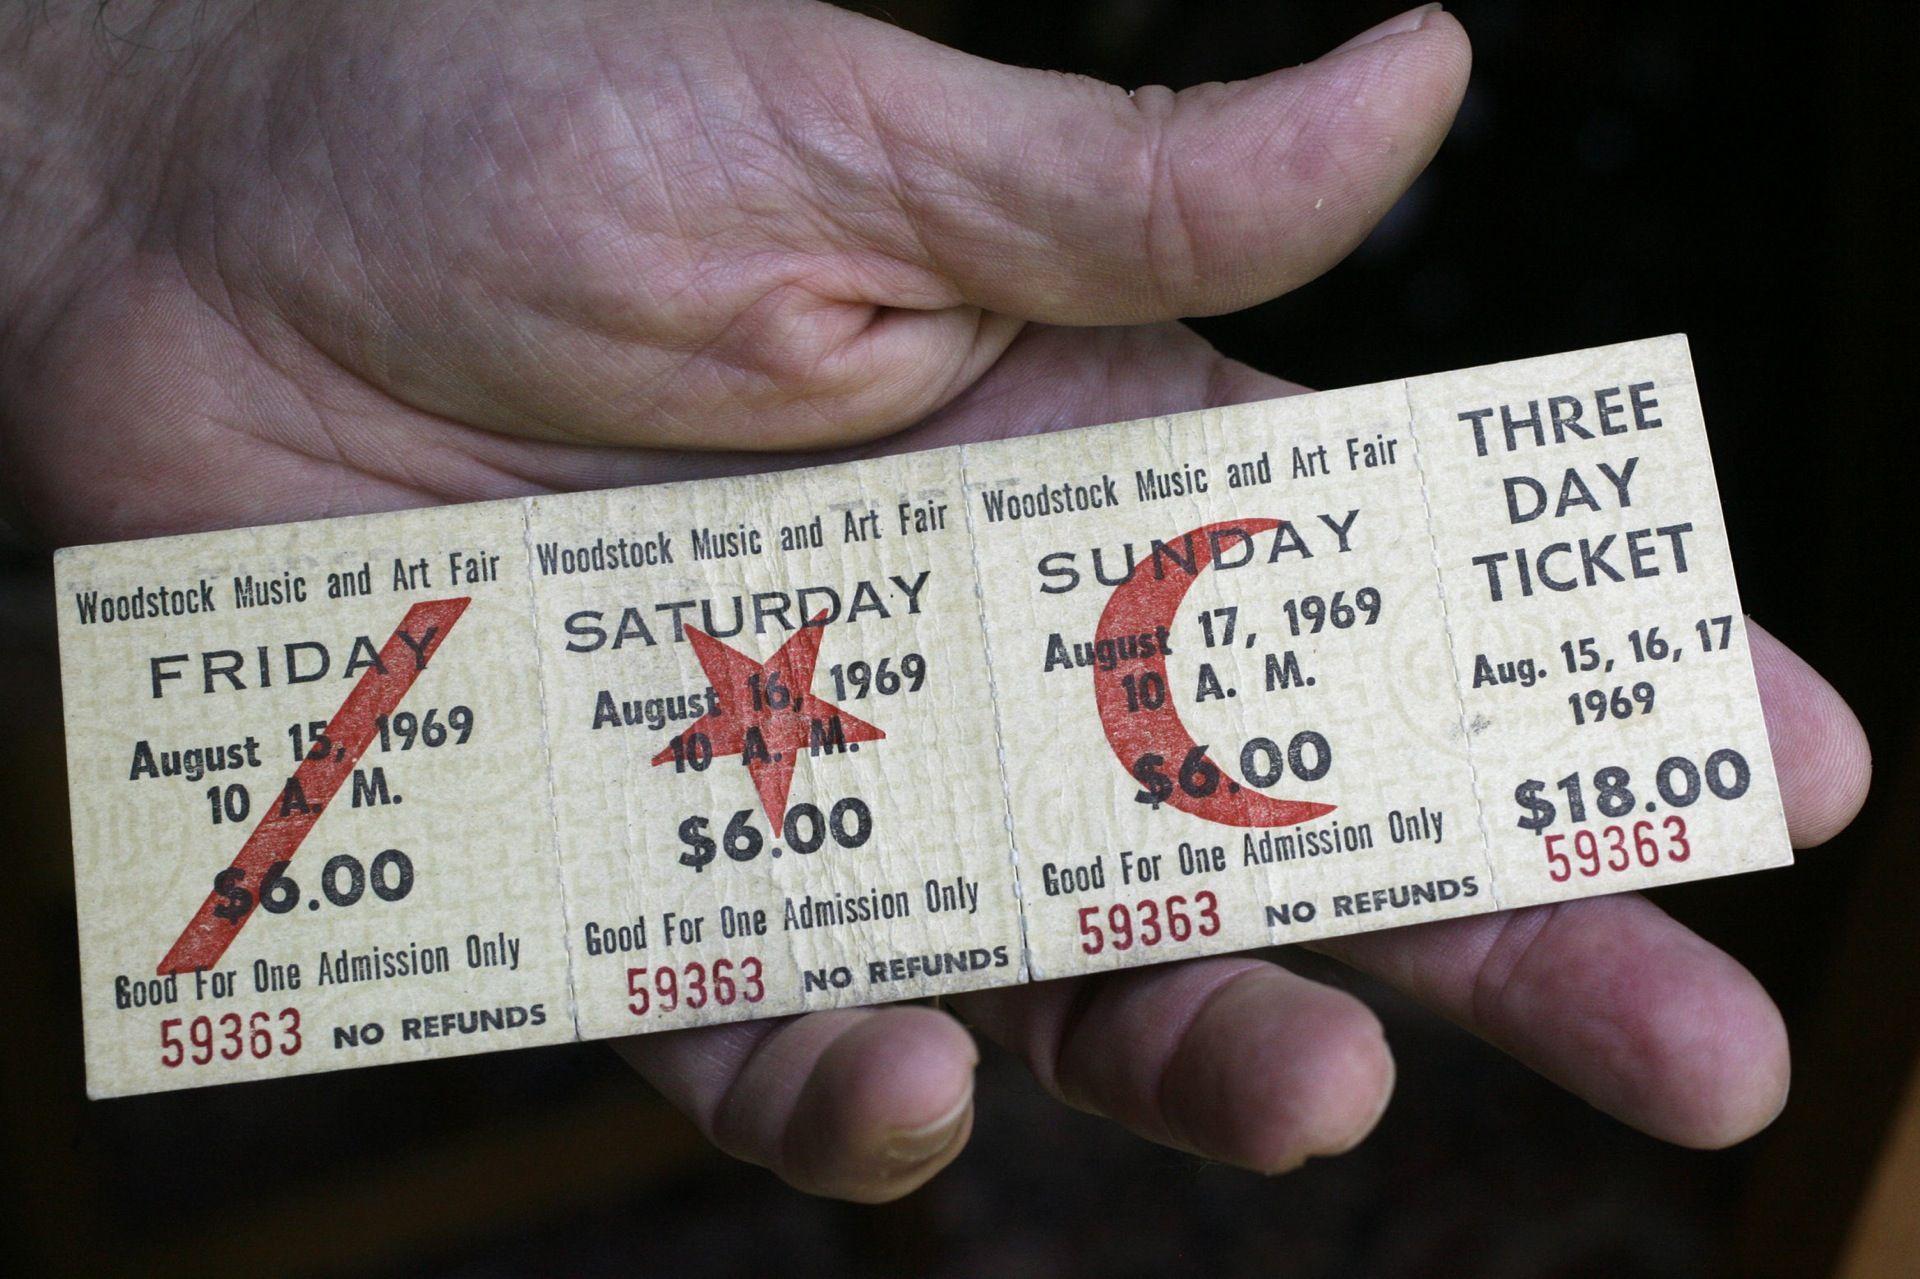 Woodstock Music and Art Fair
FRIDAY
August 15, 1969
10 A. M.
$6.00
Good For One Admission Only
59363 NO REFUNDS
Woodstock Music and Art Fair
SATURDAY
August 16, 1969
10 A. M.
$6.00
Good For One Admission Only
59363 NO REFUNDS
Woodstock Music and Art Fair
SUNDAY
August 17, 1969
10 A. M.
$6.00
Good For One Admission Only
59363 NO REFUNDS
THREE
DAY
TICKET
Aug. 15, 16, 17
1969
$18.00
59363